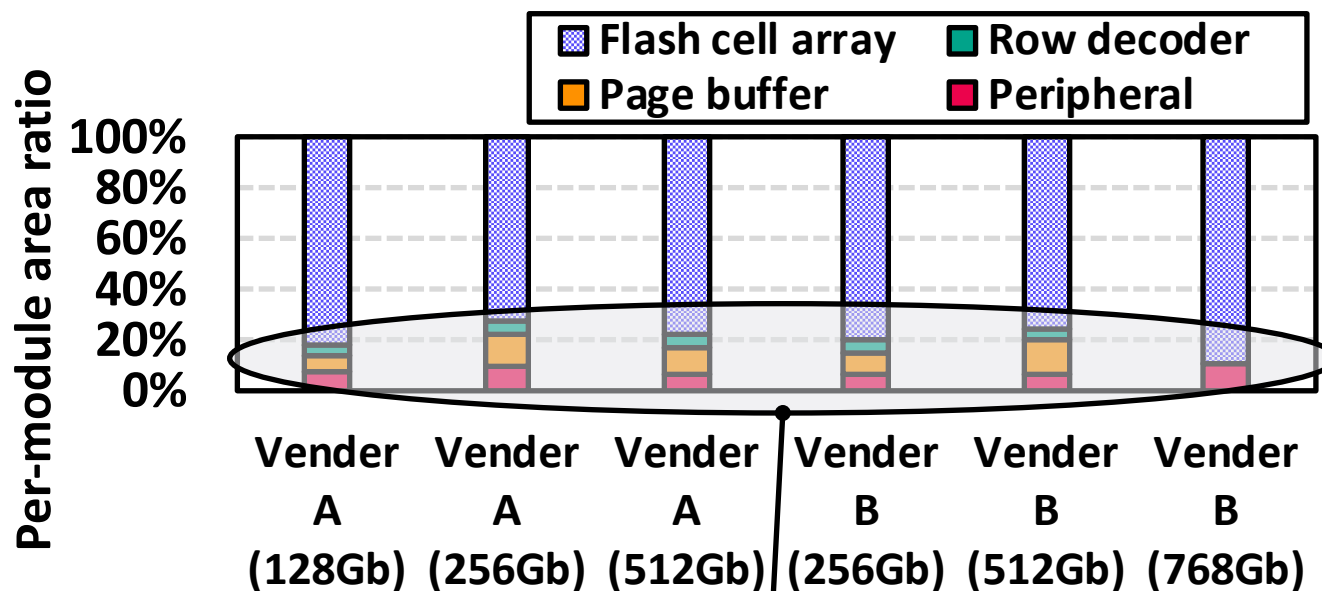 Flash cell array Row decoder
Page buffer Peripheral
Per-module area ratio
100%
80%
60%
40%
20%
0%
Vender Vender Vender Vender Vender Vender
A A A B B B
(128Gb) (256Gb) (512Gb) (256Gb) (512Gb) (768Gb)